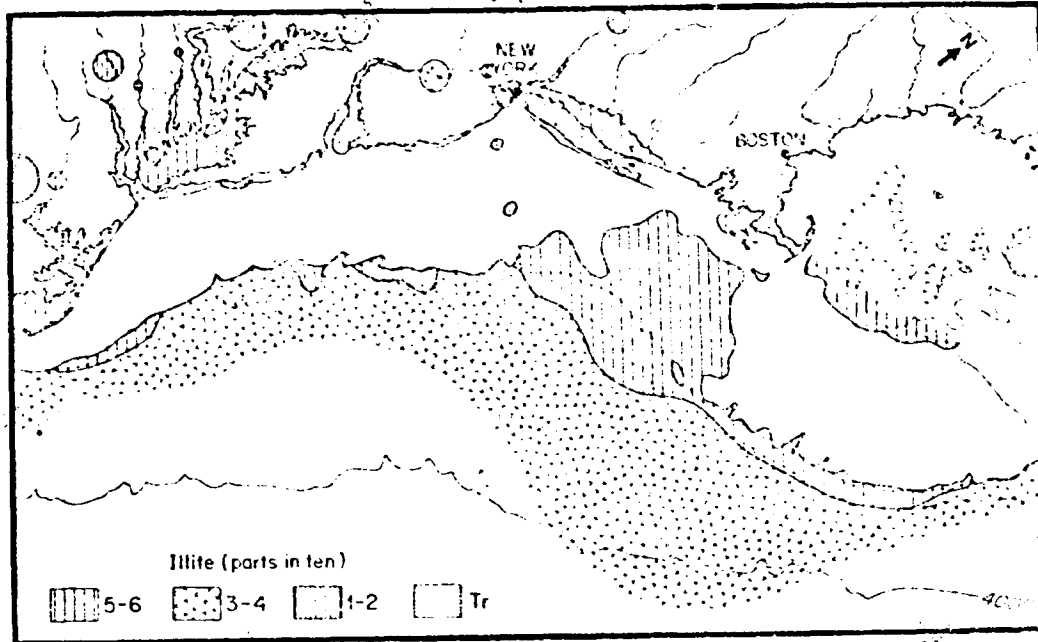 N
NEW
YORK
BOSTON
Illite (parts in ten)
5-6
3-4
1-2
Tr